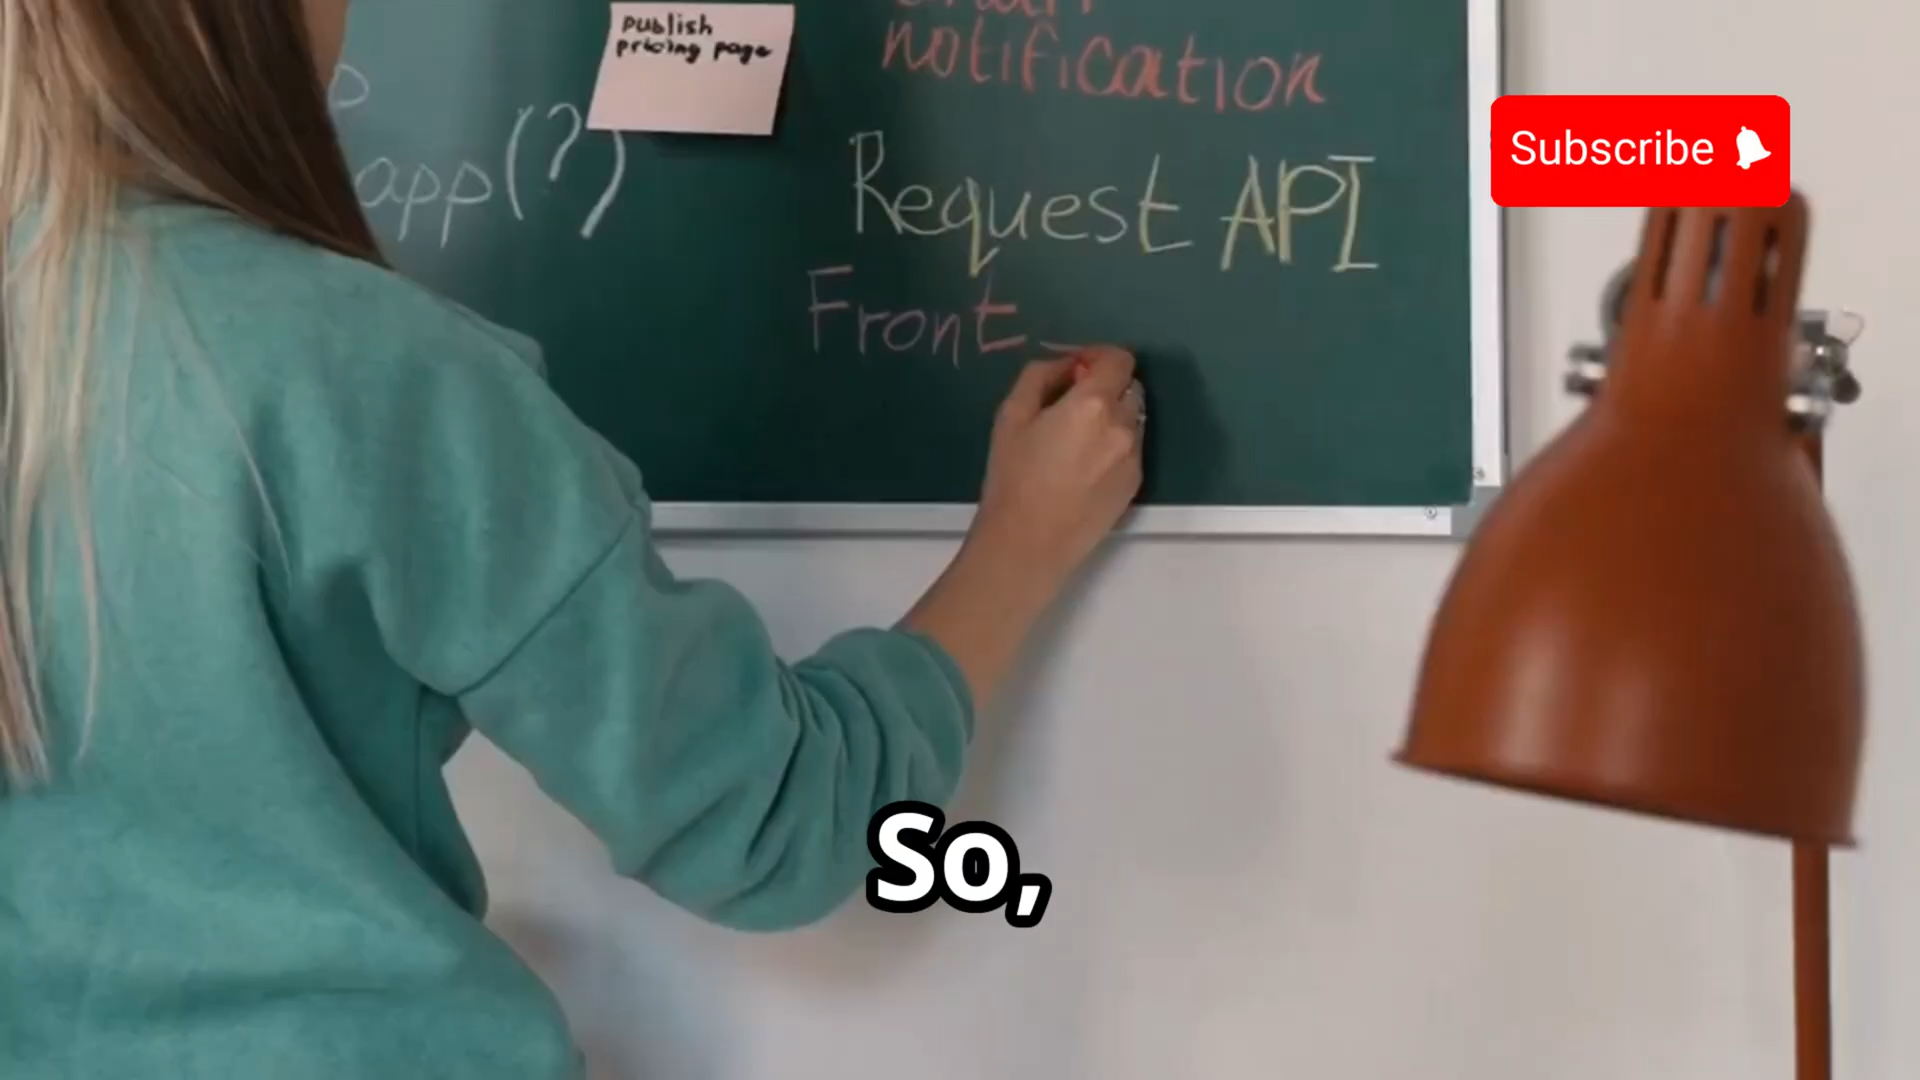 publish
pricing page
notification
app(?)
Request API
Front
Subscribe
So,